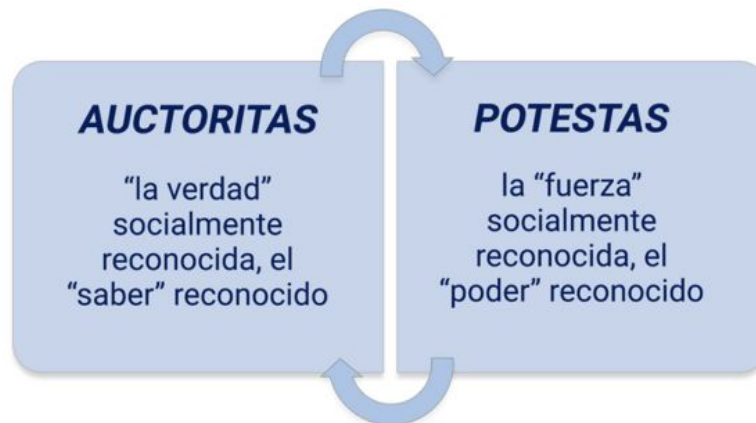 AUCTORITAS
“la verdad”
socialmente
reconocida, el
“saber” reconocido
POTESTAS
la “fuerza”
socialmente
reconocida, el
“poder” reconocido